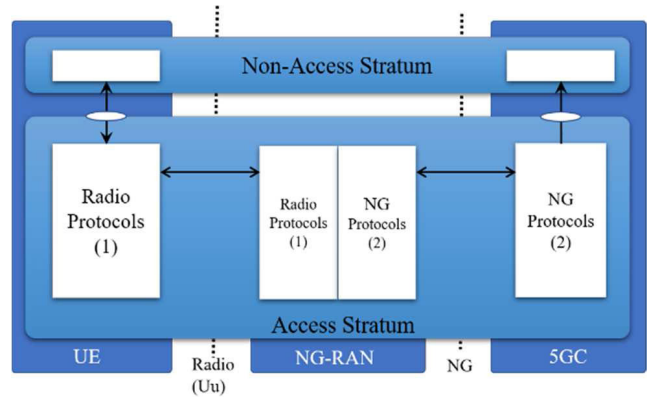 Non-Access Stratum
Radio
Protocols
(1)
Radio
Protocols
(1)
NG
Protocols
(2)
NG
Protocols
(2)
Access Stratum
UE
Radio
(Uu)
NG-RAN
NG
5GC